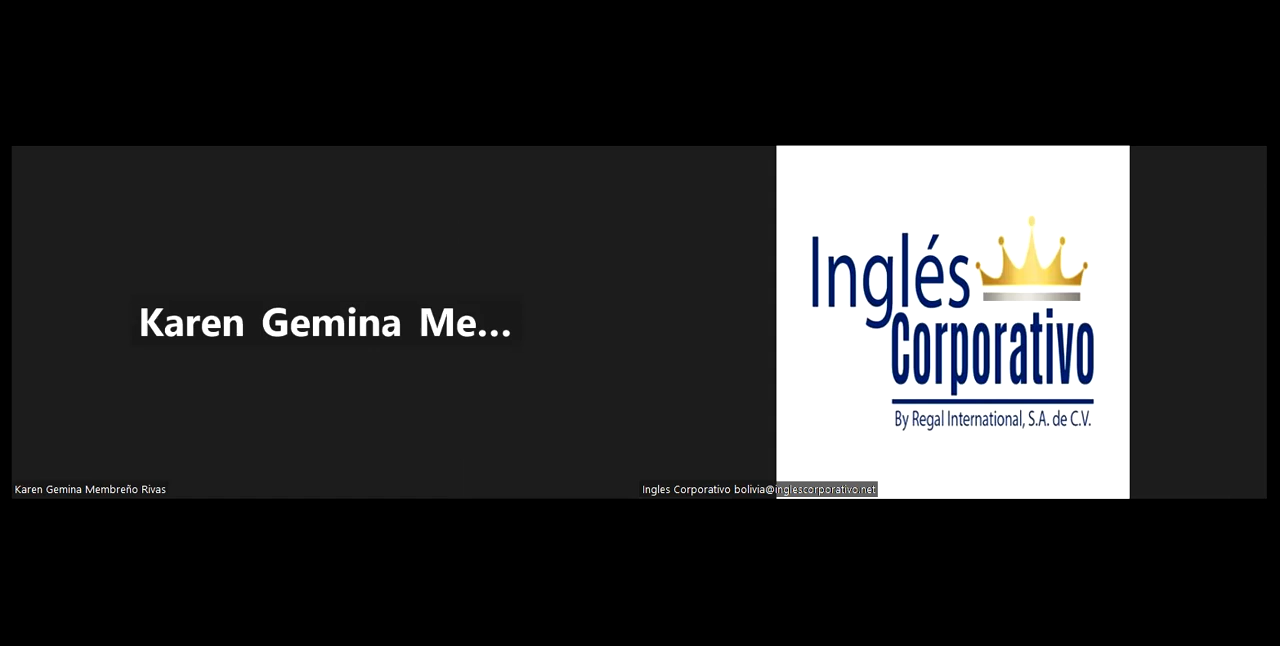 Karen Gemina Me...
Inglés
Corporativo
By Regal International, S.A. de C.V.
Karen Gemina Membreño Rivas
Ingles Corporativo bolivia@inglescorporativo.net